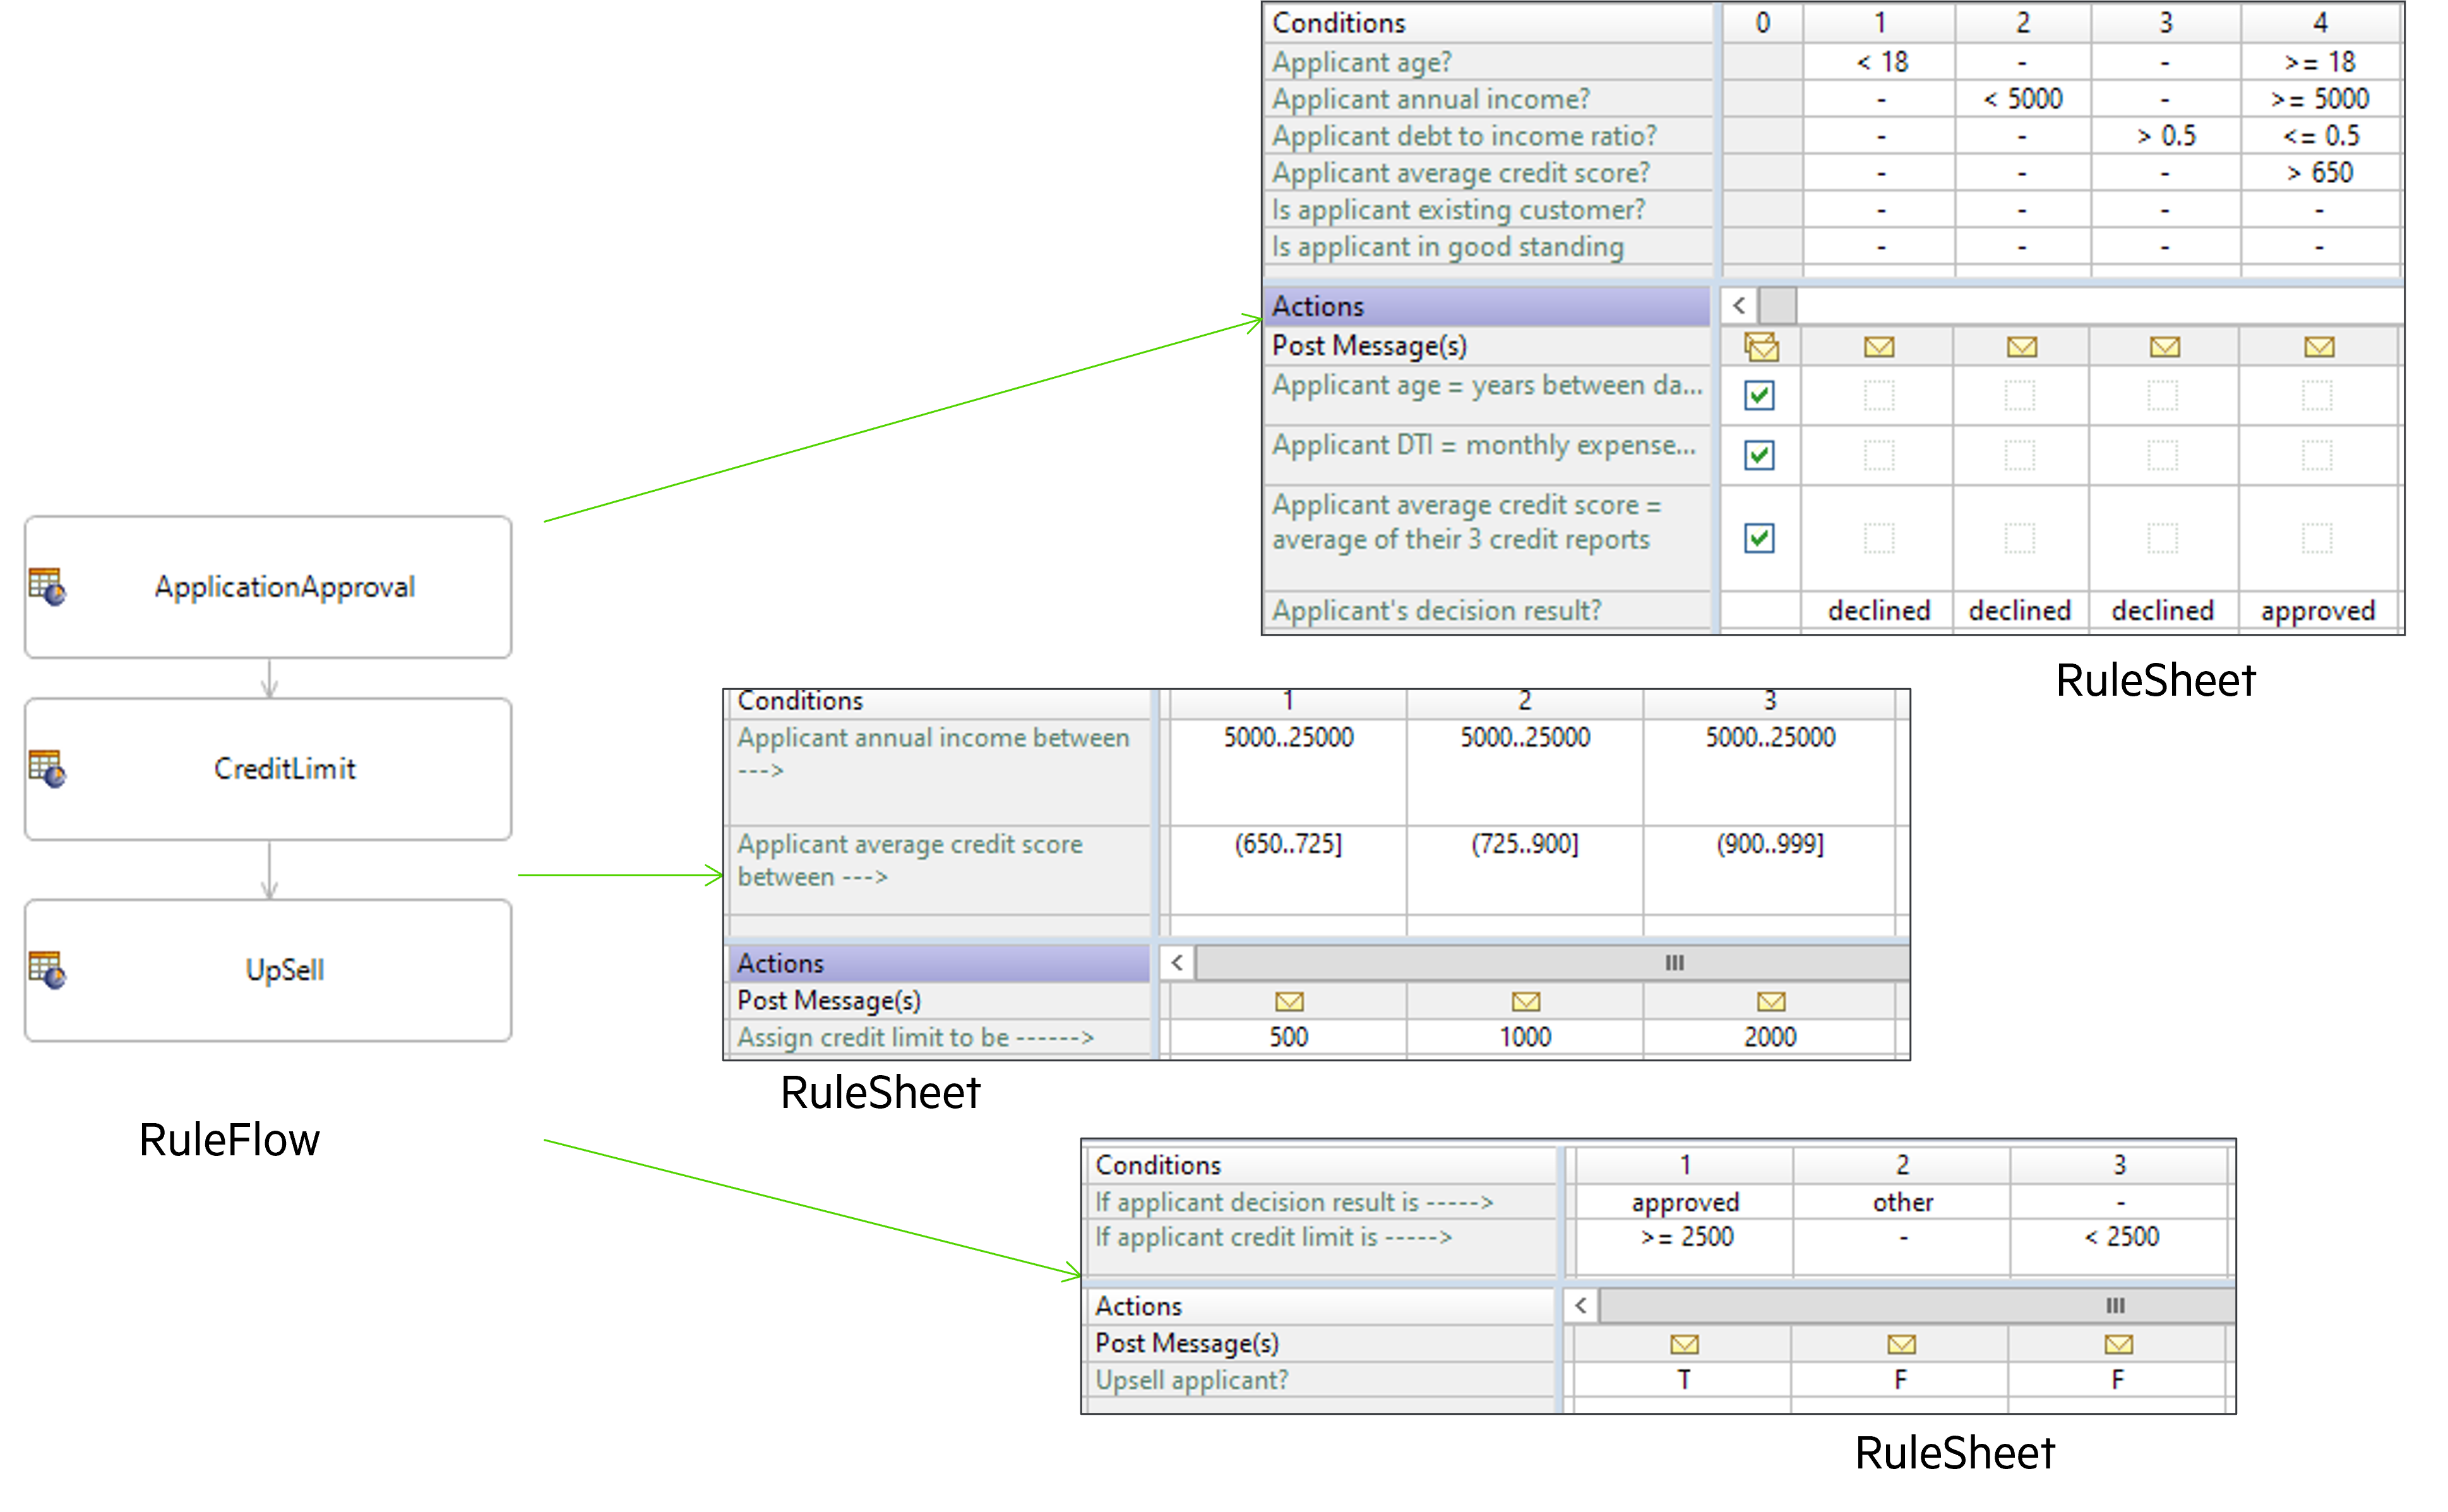 Conditions 0 1 2 3 4
Applicant age? < 18 - - >= 18
Applicant annual income? - < 5000 - >= 5000
Applicant debt to income ratio? - - > 0.5 <= 0.5
Applicant average credit score? - - - > 650
Is applicant existing customer? - - - -
Is applicant in good standing - - - -
Actions <
Post Message(s)
Applicant age = years between da...
Applicant DTI = monthly expense...
Applicant average credit score =
average of their 3 credit reports
Applicant's decision result? declined declined declined approved
RuleSheet
ApplicationApproval
CreditLimit
UpSell
RuleFlow
Conditions 1 2 3
Applicant annual income between 5000..25000 5000..25000 5000..25000
--->
Applicant average credit score (650..725] (725..900] (900..999]
between --->
Actions <
Post Message(s)
Assign credit limit to be ------> 500 1000 2000
RuleSheet
Conditions 1 2 3
If applicant decision result is -----> approved other -
If applicant credit limit is -----> >= 2500 - < 2500
Actions <
Post Message(s)
Upsell applicant? T F F
RuleSheet